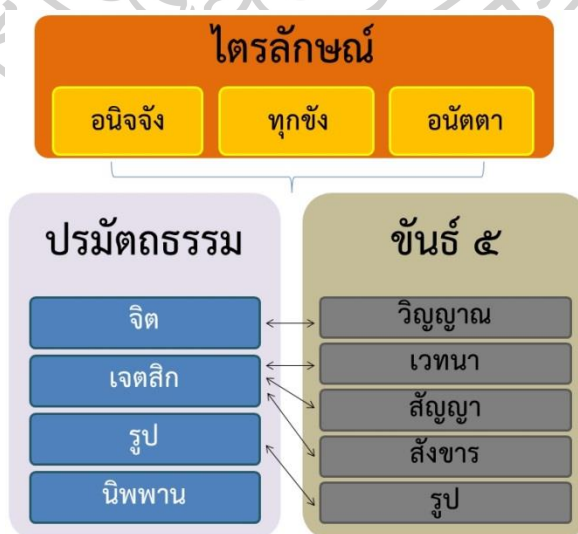 ไตรลักษณ์
อนิจจัง ทุกขัง อนัตตา
ปรมัตถธรรม
จิต
เจตสิก
รูป
นิพพาน
ขันธ์ ๕
วิญญาณ
เวทนา
สัญญา
สังขาร
รูป